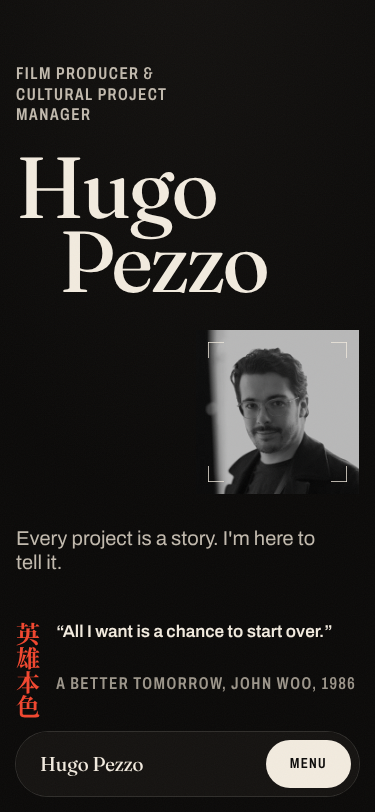 FILM PRODUCER &
CULTURAL PROJECT
MANAGER
Hugo
Pezzo
Every project is a story. I'm here to
tell it.
英雄本色
“All I want is a chance to start over.”
A BETTER TOMORROW, JOHN WOO, 1986
Hugo Pezzo
MENU